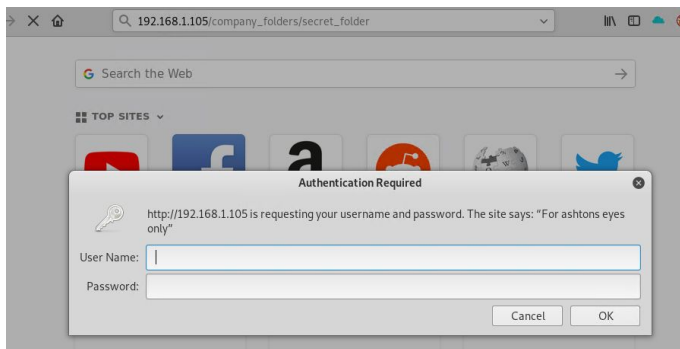 192.168.1.105/company_folders/secret_folder
G Search the Web
TOP SITES
f
a
W
Authentication Required
http://192.168.1.105 is requesting your username and password. The site says: “For ashtons eyes
only”
User Name:
Password:
Cancel OK